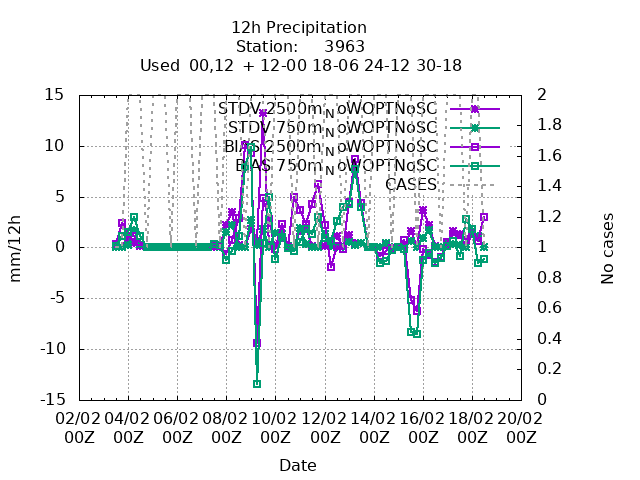 12h Precipitation
Station: 3963
Used 00,12 + 12-00 18-06 24-12 30-18
STDV 2500mNoWOPTNoSC
STDV 750mNoWOPTNoSC
BIAS 2500mNoWOPTNoSC
BIAS 750mNoWOPTNoSC
CASES
15
10
5
0
-5
-10
-15
mm/12h
2
1.8
1.6
1.4
1.2
1
0.8
0.6
0.4
0.2
0
No cases
02/02 04/02 06/02 08/02 10/02 12/02 14/02 16/02 18/02 20/02
00Z 00Z 00Z 00Z 00Z 00Z 00Z 00Z 00Z 00Z
Date